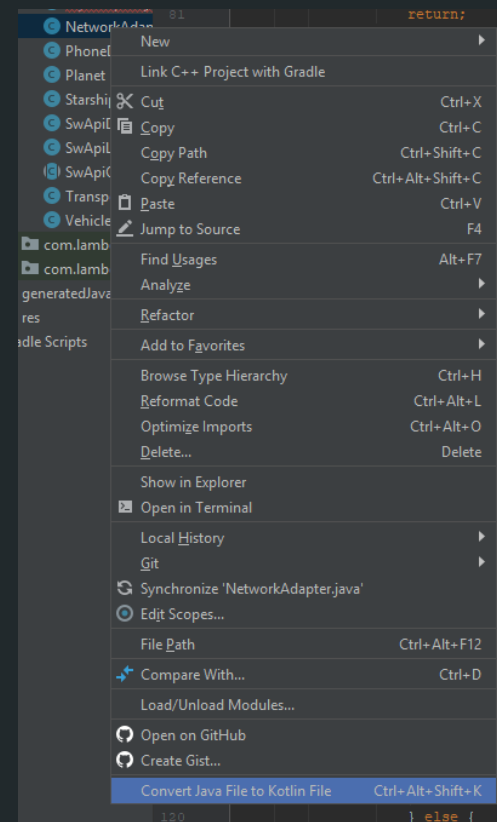 81 return;
NetworkAdap
PhoneD
Planet
Starship
SwApiD
SwApiL
SwApiO
Transp
Vehicle
com.lamb
com.lamb
generatedJava
res
adle Scripts
New
Link C++ Project with Gradle
Cut Ctrl+X
Copy Ctrl+C
Copy Path Ctrl+Shift+C
Copy Reference Ctrl+Alt+Shift+C
Paste Ctrl+V
Jump to Source F4
Find Usages Alt+F7
Analyze
Refactor
Add to Favorites
Browse Type Hierarchy Ctrl+H
Reformat Code Ctrl+Alt+L
Optimize Imports Ctrl+Alt+O
Delete... Delete
Show in Explorer
Open in Terminal
Local History
Git
Synchronize 'NetworkAdapter.java'
Edit Scopes...
File Path Ctrl+Alt+F12
Compare With... Ctrl+D
Load/Unload Modules...
Open on GitHub
Create Gist...
Convert Java File to Kotlin File Ctrl+Alt+Shift+K
120 } else {